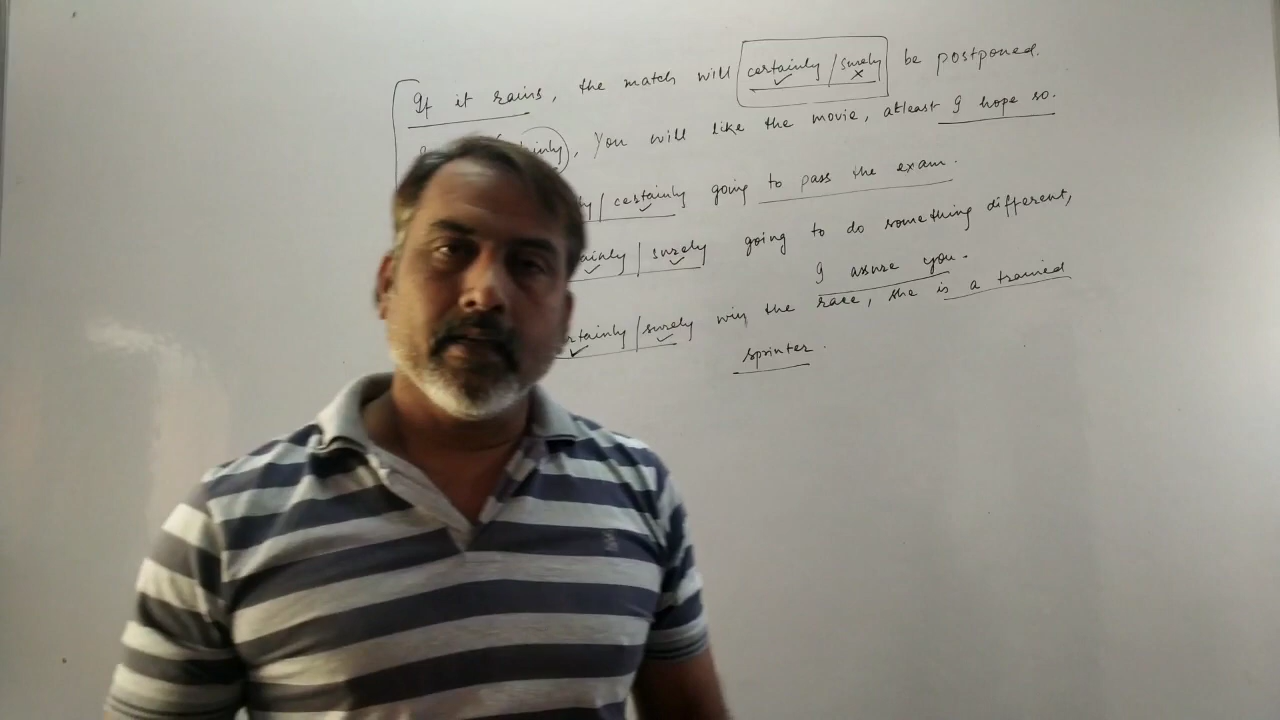 If it rains, the match will certainly / surely be postponed.
, You will like the movie, atleast I hope so.
/ certainly going to pass the exam.
/ surely going to do something different,
I assure you.
/ surely win the race, she is a trained
sprinter.